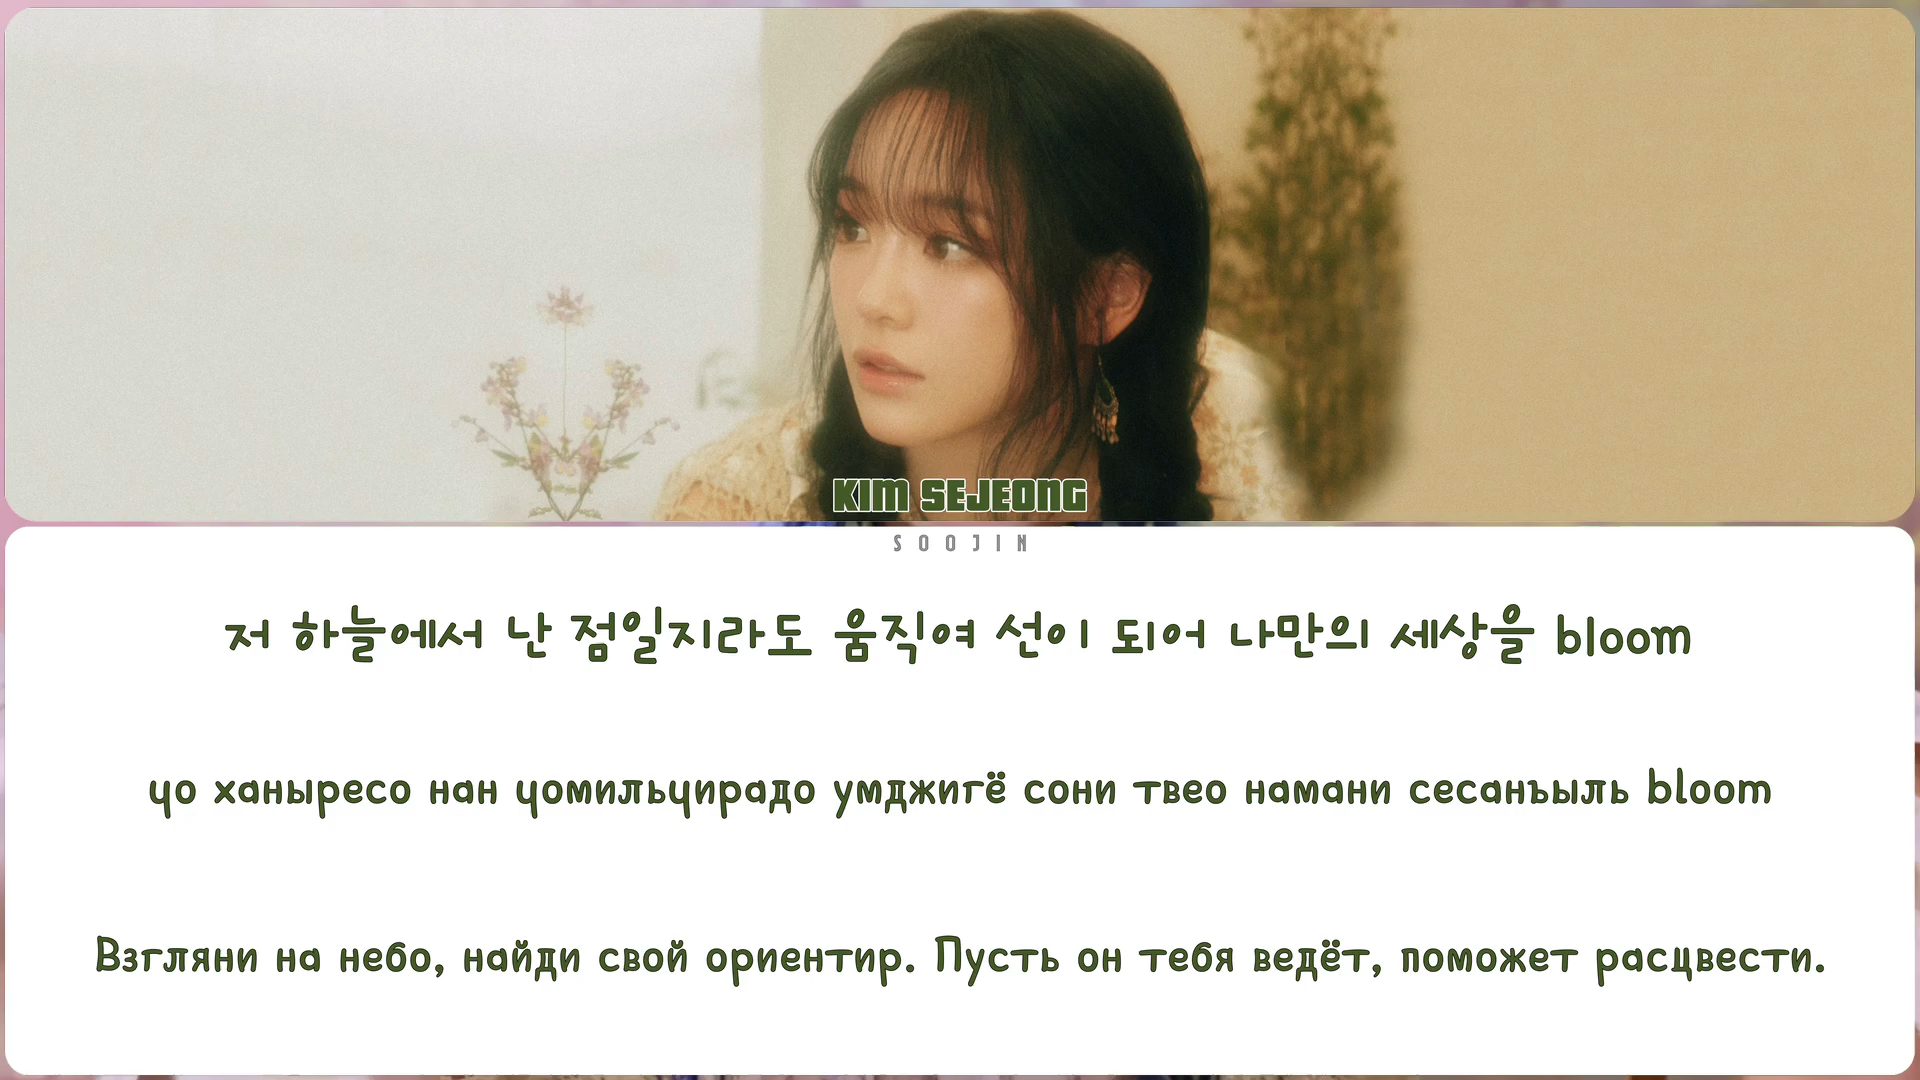 KIM SEJEONG
SOOJIN
저 하늘에서 난 점일지라도 움직여 선이 되어 나만의 세상을 bloom
чо ханыресо нан чомильчирадо умджигё сони твео намани сесанъыль bloom
Взгляни на небо, найди свой ориентир. Пусть он тебя ведёт, поможет расцвести.